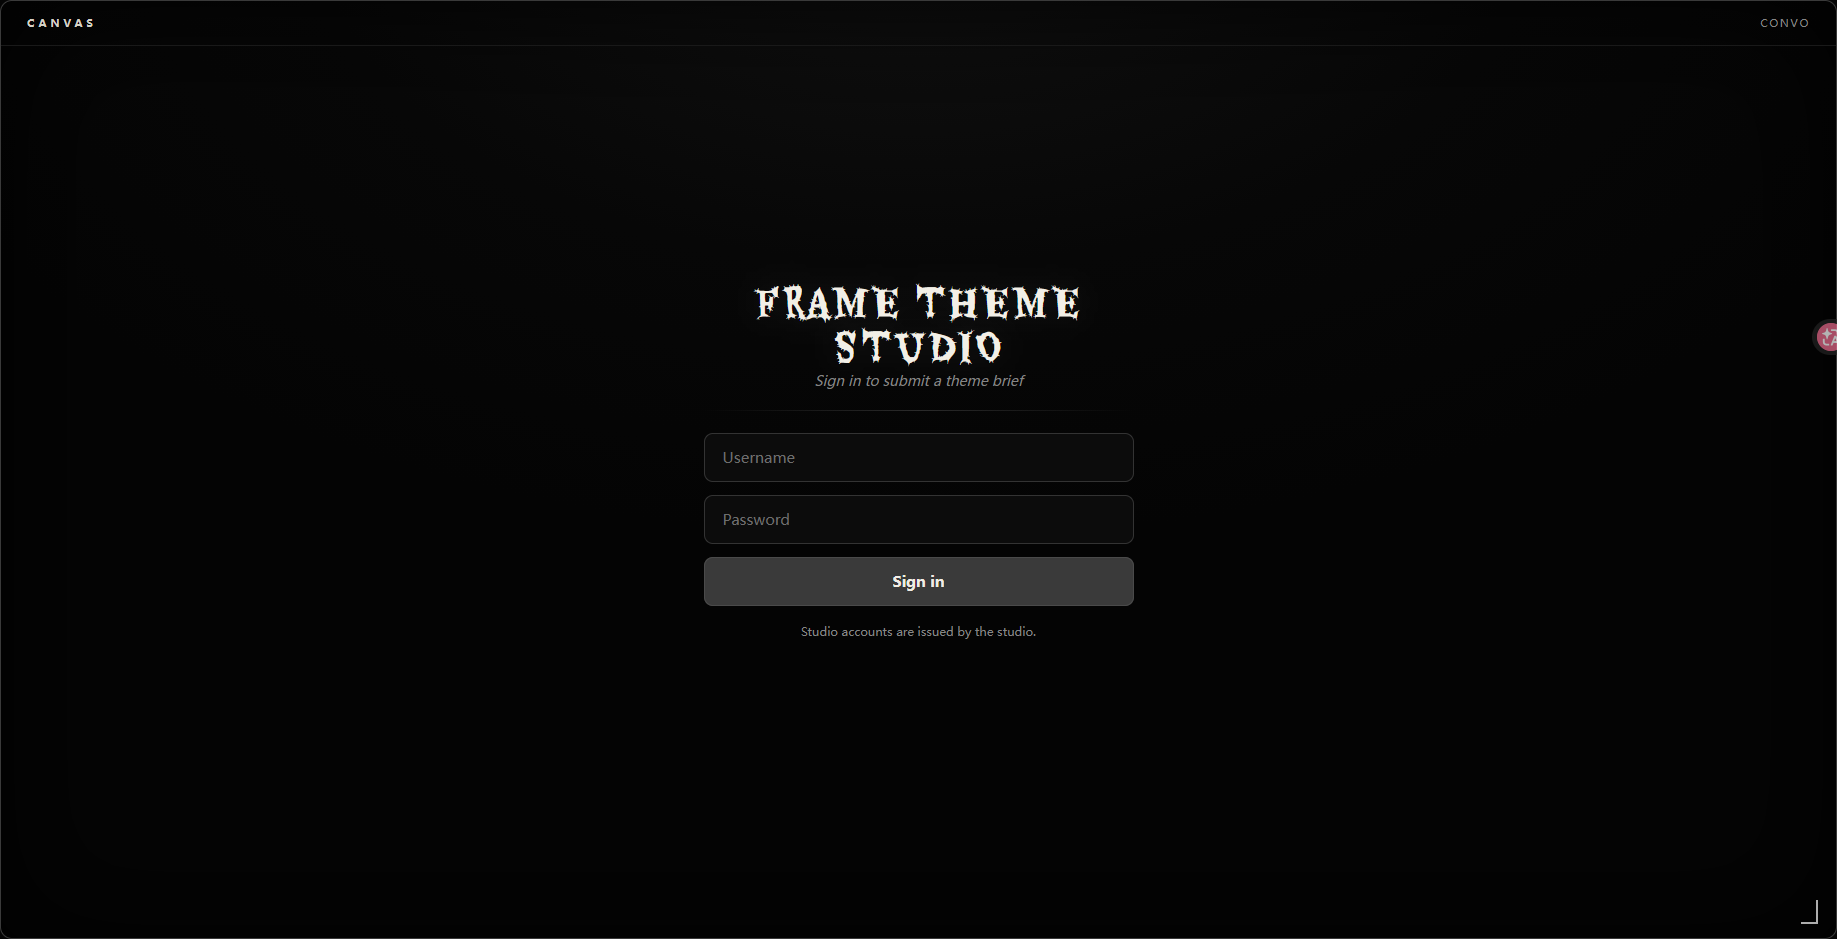 CANVAS
CONVO
FRAME THEME
STUDIO
Sign in to submit a theme brief
Username
Password
Sign in
Studio accounts are issued by the studio.